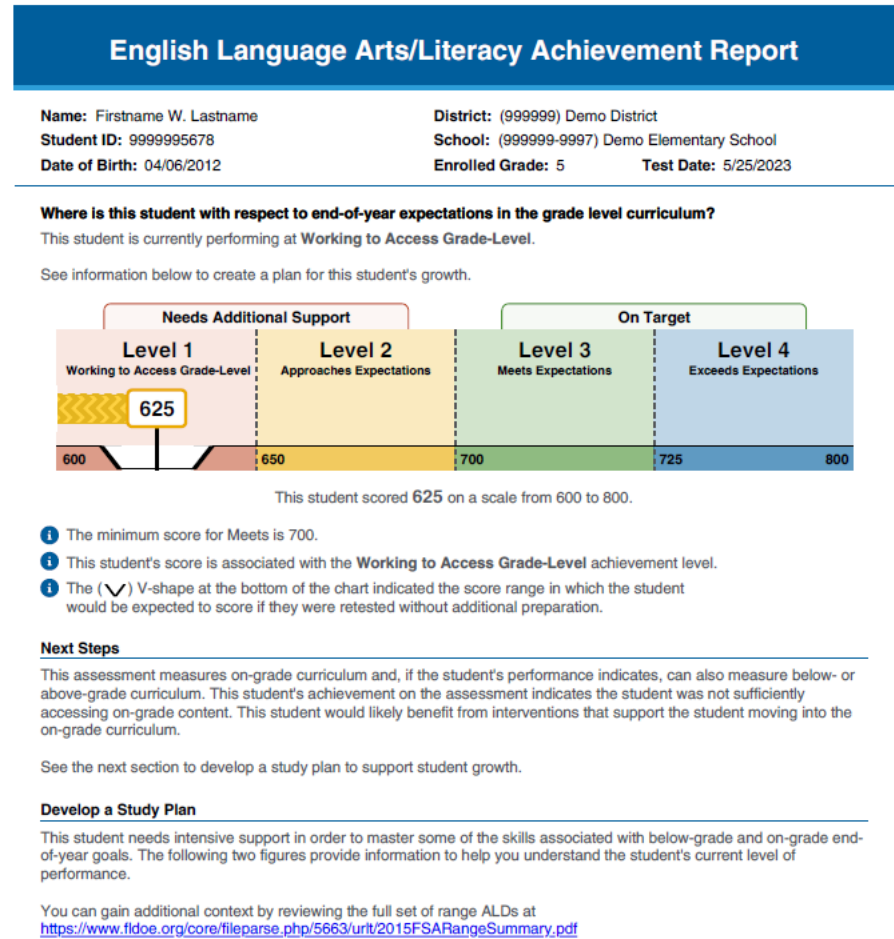 English Language Arts/Literacy Achievement Report
Name: Firstname W. Lastname
District: (999999) Demo District
Student ID: 9999995678
School: (999999-9997) Demo Elementary School
Date of Birth: 04/06/2012
Enrolled Grade: 5 Test Date: 5/25/2023
Where is this student with respect to end-of-year expectations in the grade level curriculum?
This student is currently performing at Working to Access Grade-Level.
See information below to create a plan for this student's growth.
Needs Additional Support
On Target
Level 1
Working to Access Grade-Level
Level 2
Approaches Expectations
Level 3
Meets Expectations
Level 4
Exceeds Expectations
625
600
650
700
725
800
This student scored 625 on a scale from 600 to 800.
The minimum score for Meets is 700.
This student's score is associated with the Working to Access Grade-Level achievement level.
The ( ) V-shape at the bottom of the chart indicated the score range in which the student
would be expected to score if they were retested without additional preparation.
Next Steps
This assessment measures on-grade curriculum and, if the student's performance indicates, can also measure below- or
above-grade curriculum. This student's achievement on the assessment indicates the student was not sufficiently
accessing on-grade content. This student would likely benefit from interventions that support the student moving into the
on-grade curriculum.
See the next section to develop a study plan to support student growth.
Develop a Study Plan
This student needs intensive support in order to master some of the skills associated with below-grade and on-grade end-
of-year goals. The following two figures provide information to help you understand the student's current level of
performance.
You can gain additional context by reviewing the full set of range ALDs at
https://www.fldoe.org/core/fileparse.php/5663/urlt/2015FSARangeSummary.pdf